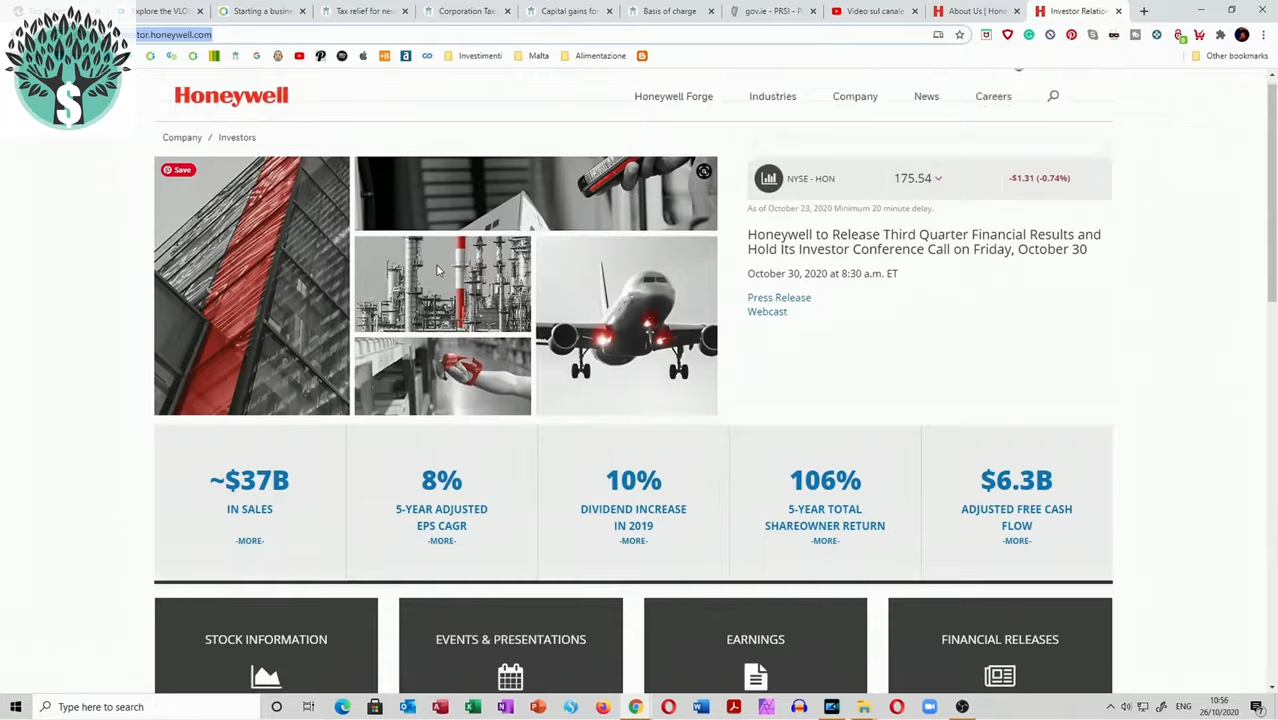 Explore the VLO
Starting a busine
Tax relief for new
Corporation Tax
Capital gains for
Basis of charge
gov.ie - PRSI - P
Video sul canale
About Us | Hone
Investor Relatio
tor.honeywell.com
Investimenti
Malta
Alimentazione
Other bookmarks
$
Honeywell
Honeywell Forge
Industries
Company
News
Careers
Company / Investors
Save
NYSE - HON
175.54
-$1.31 (-0.74%)
As of October 23, 2020 Minimum 20 minute delay.
Honeywell to Release Third Quarter Financial Results and
Hold Its Investor Conference Call on Friday, October 30
October 30, 2020 at 8:30 a.m. ET
Press Release
Webcast
~$37B
IN SALES
-MORE-
8%
5-YEAR ADJUSTED
EPS CAGR
-MORE-
10%
DIVIDEND INCREASE
IN 2019
-MORE-
106%
5-YEAR TOTAL
SHAREOWNER RETURN
-MORE-
$6.3B
ADJUSTED FREE CASH
FLOW
-MORE-
STOCK INFORMATION
EVENTS & PRESENTATIONS
EARNINGS
FINANCIAL RELEASES
Type here to search
ENG
10:56
26/10/2020